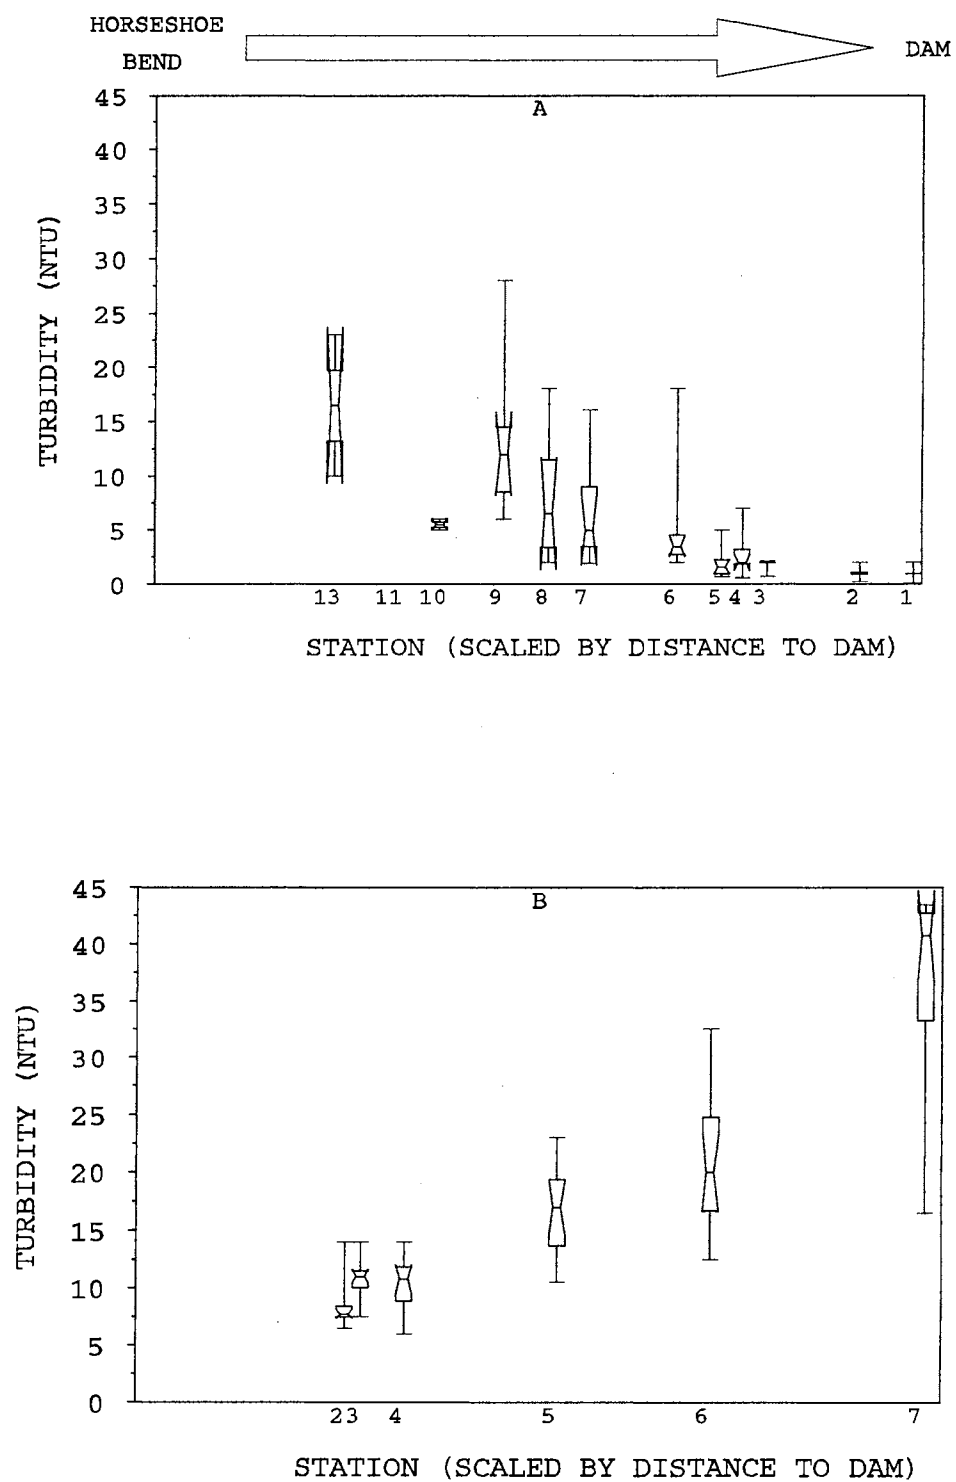 HORSESHOE
BEND
DAM
A
45
40
35
30
25
20
15
10
5
0
TURBIDITY (NTU)
13 11 10 9 8 7 6 5 4 3 2 1
STATION (SCALED BY DISTANCE TO DAM)
B
45
40
35
30
25
20
15
10
5
0
TURBIDITY (NTU)
23 4 5 6 7
STATION (SCALED BY DISTANCE TO DAM)